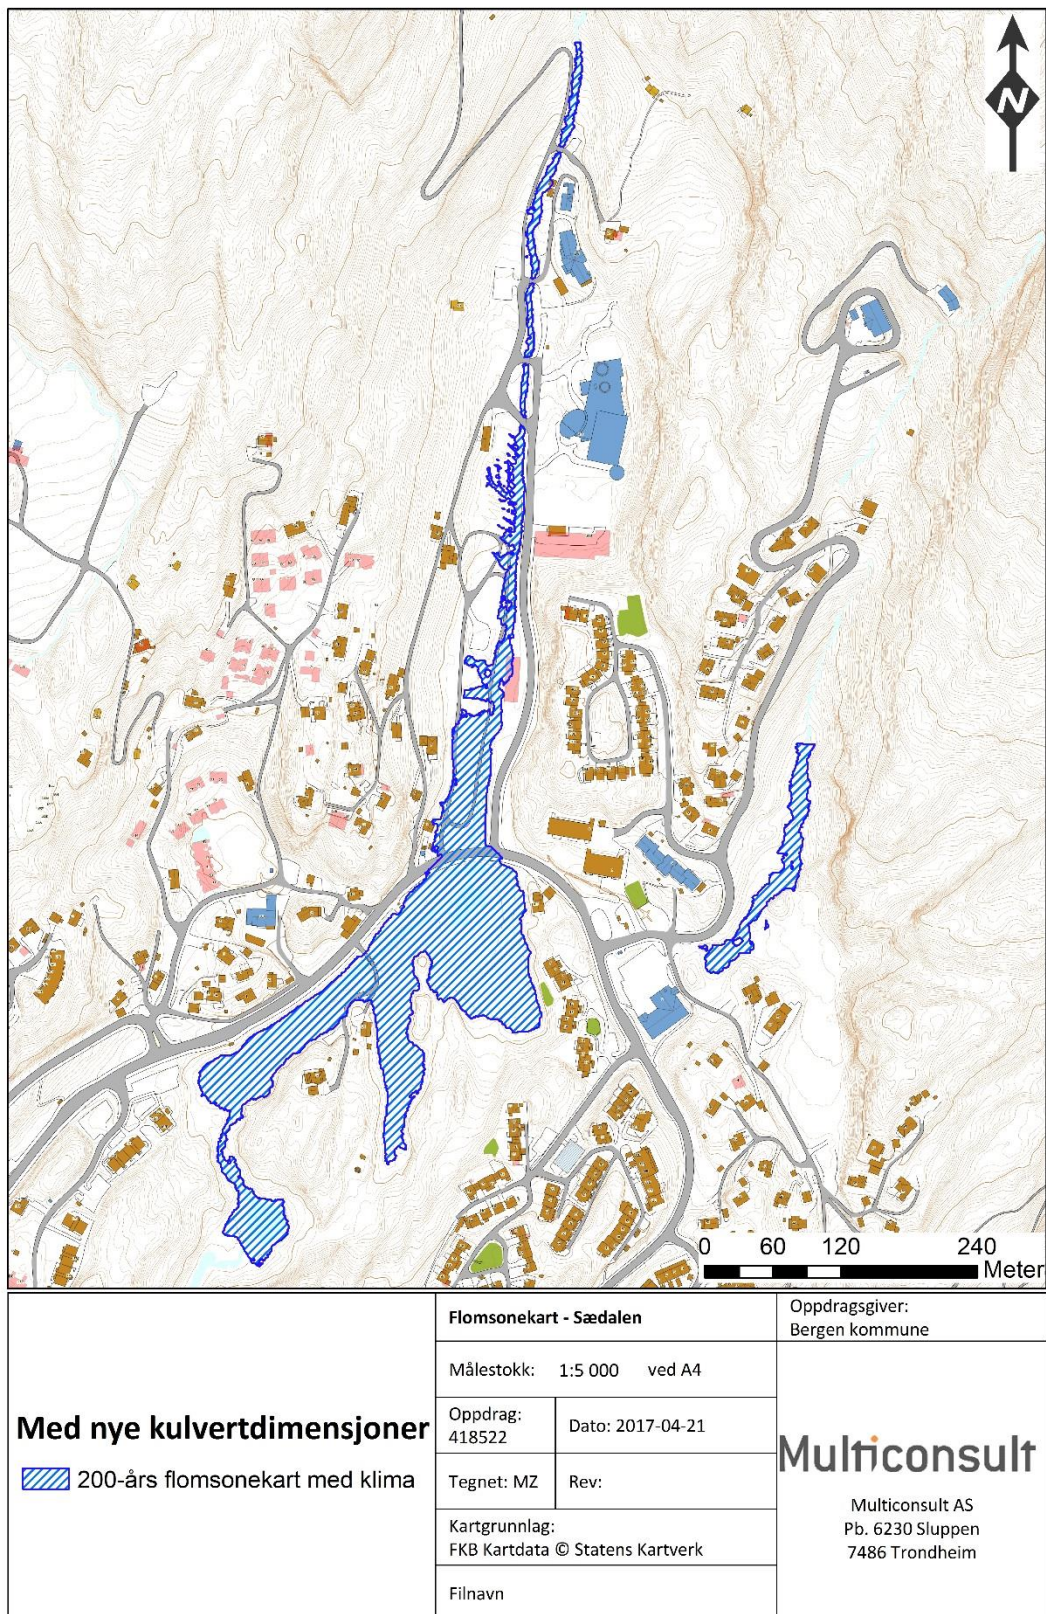 N
0 60 120 240
Meter
Med nye kulvertdimensjoner
200-års flomsonekart med klima
Flomsonekart - Sædalen
Målestokk: 1:5 000 ved A4
Oppdrag:
418522
Dato: 2017-04-21
Tegnet: MZ
Rev:
Kartgrunnlag:
FKB Kartdata © Statens Kartverk
Filnavn
Oppdragsgiver:
Bergen kommune
Multiconsult
Multiconsult AS
Pb. 6230 Sluppen
7486 Trondheim